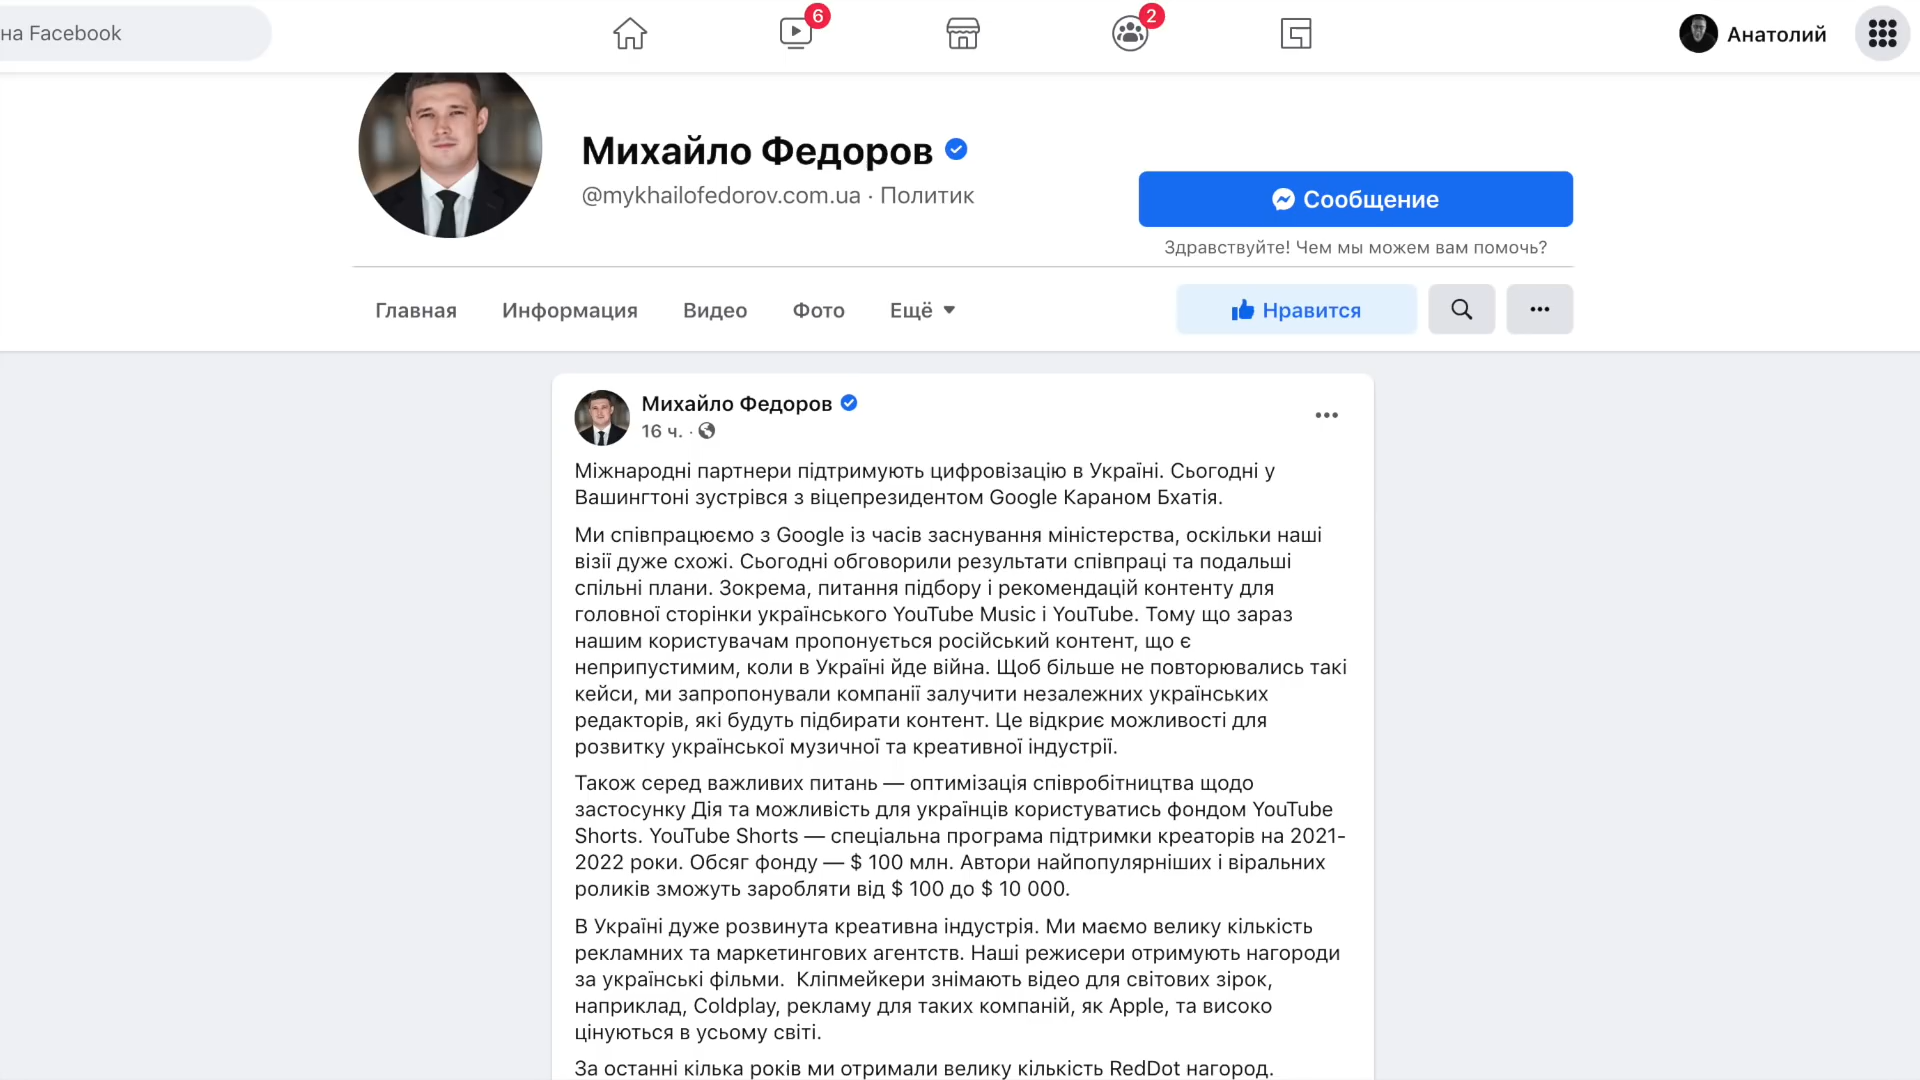 на Facebook
6
2
Анатолий
Михайло Федоров
@mykhailofedorov.com.ua · Политик
Сообщение
Здравствуйте! Чем мы можем вам помочь?
Главная
Информация
Видео
Фото
Ещё
Нравится
Михайло Федоров
16 ч. ·
Міжнародні партнери підтримують цифровізацію в Україні. Сьогодні у
Вашингтоні зустрівся з віцепрезидентом Google Караном Бхатія.
Ми співпрацюємо з Google із часів заснування міністерства, оскільки наші
візії дуже схожі. Сьогодні обговорили результати співпраці та подальші
спільні плани. Зокрема, питання підбору і рекомендацій контенту для
головної сторінки українського YouTube Music і YouTube. Тому що зараз
нашим користувачам пропонується російський контент, що є
неприпустимим, коли в Україні йде війна. Щоб більше не повторювались такі
кейси, ми запропонували компанії залучити незалежних українських
редакторів, які будуть підбирати контент. Це відкриє можливості для
розвитку української музичної та креативної індустрії.
Також серед важливих питань — оптимізація співробітництва щодо
застосунку Дія та можливість для українців користуватись фондом YouTube
Shorts. YouTube Shorts — спеціальна програма підтримки креаторів на 2021-
2022 роки. Обсяг фонду — $ 100 млн. Автори найпопулярніших і віральних
роликів зможуть заробляти від $ 100 до $ 10 000.
В Україні дуже розвинута креативна індустрія. Ми маємо велику кількість
рекламних та маркетингових агентств. Наші режисери отримують нагороди
за українські фільми. Кліпмейкери знімають відео для світових зірок,
наприклад, Coldplay, рекламу для таких компаній, як Apple, та високо
цінуються в усьому світі.
За останні кілька років ми отримали велику кількість RedDot нагород.